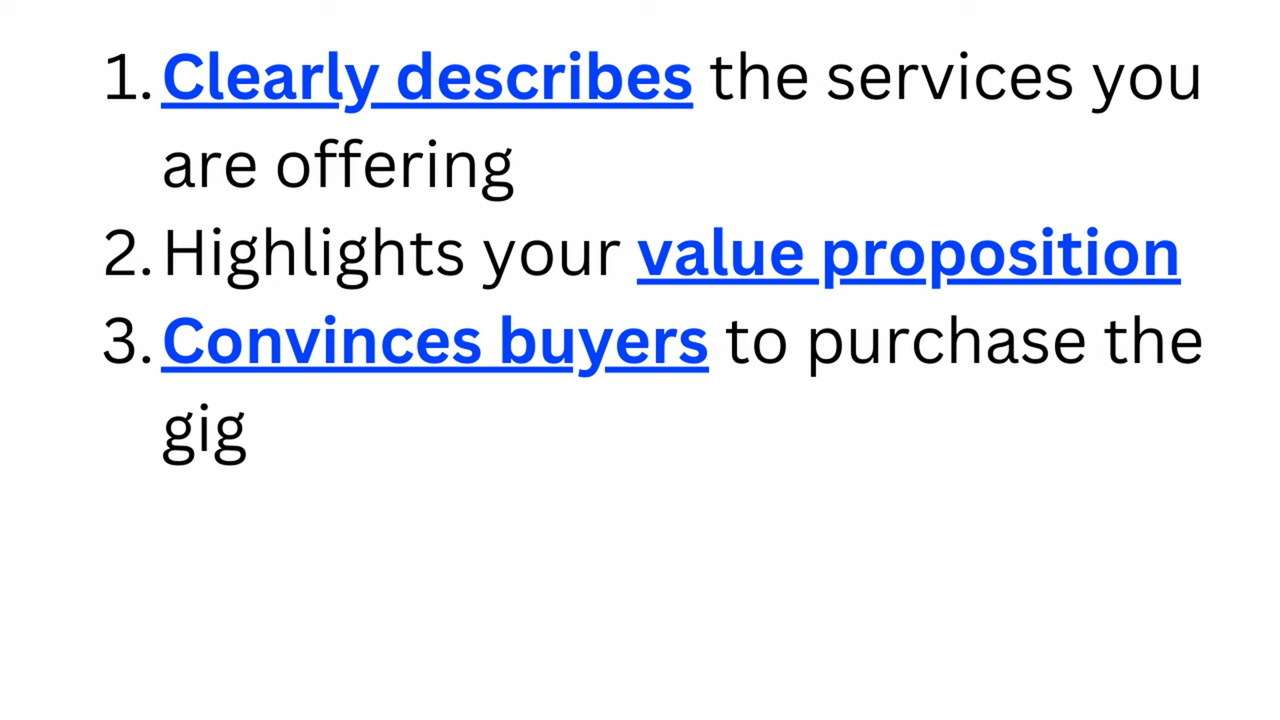 1. Clearly describes the services you
are offering
2. Highlights your value proposition
3. Convinces buyers to purchase the
gig